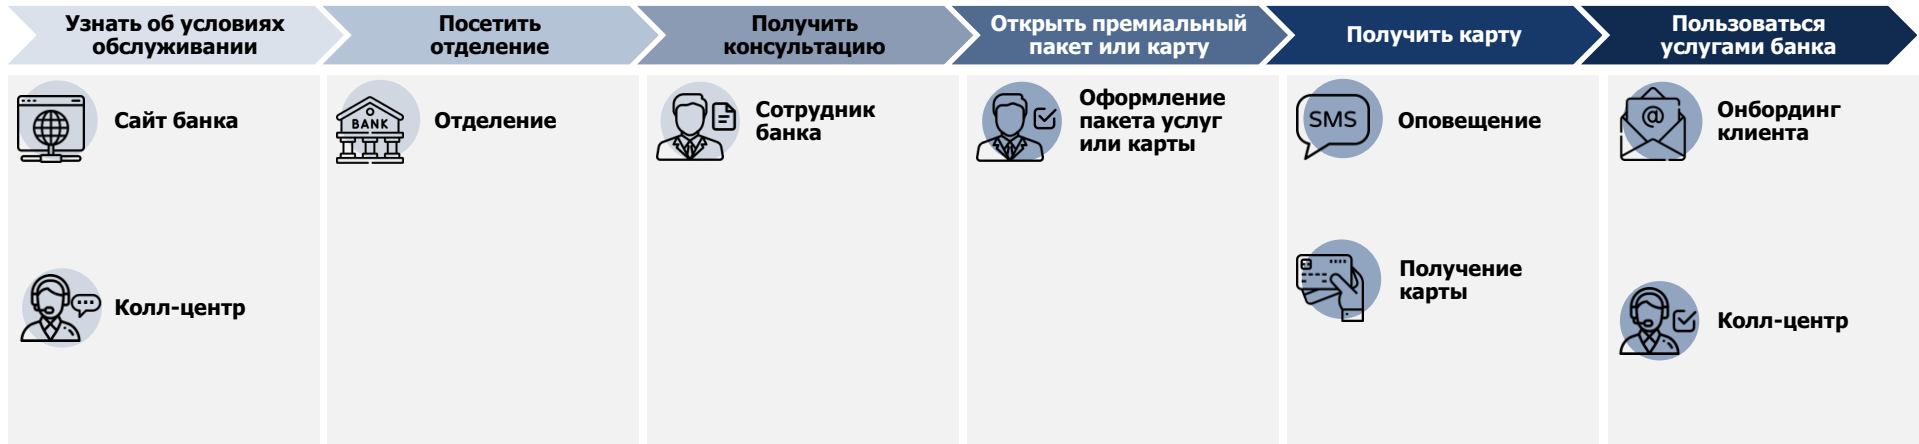 Узнать об условиях
обслуживании
Посетить
отделение
Получить
консультацию
Открыть премиальный
пакет или карту
Получить карту
Пользоваться
услугами банка
Сайт банка
Колл-центр
BANK
Отделение
Сотрудник
банка
Оформление
пакета услуг
или карты
SMS
Оповещение
Получение
карты
@
Онбординг
клиента
Колл-центр